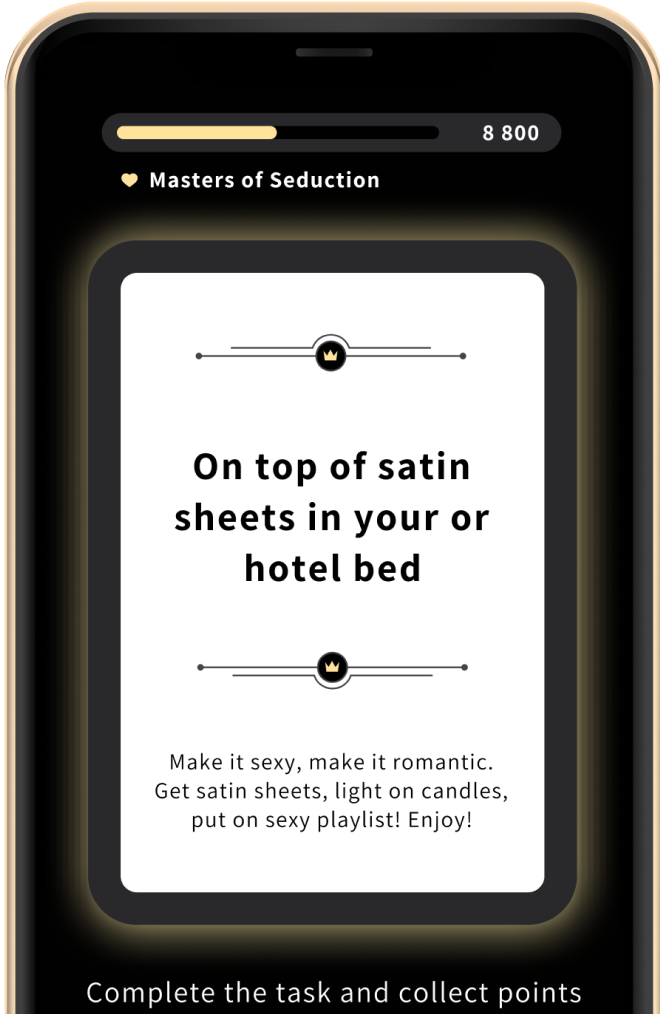 8 800
Masters of Seduction
On top of satin
sheets in your or
hotel bed
Make it sexy, make it romantic.
Get satin sheets, light on candles,
put on sexy playlist! Enjoy!
Complete the task and collect points